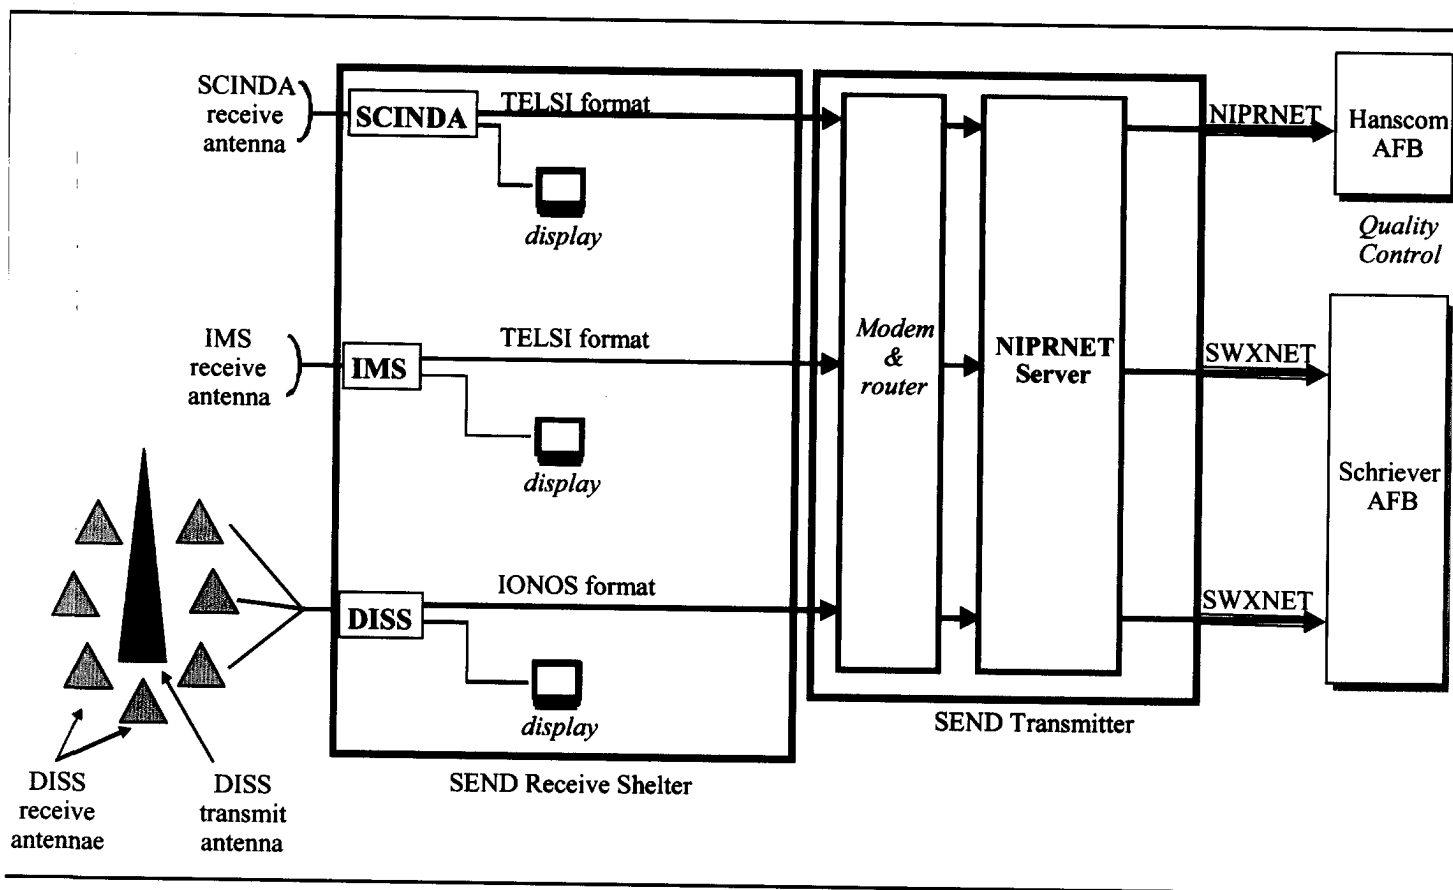 SCINDA
receive
antenna
SCINDA
TELSI format
display
NIPRNET
Hanscom
AFB
Quality
Control
IMS
receive
antenna
IMS
TELSI format
display
Modem
&
router
NIPRNET
Server
SWXNET
Schriever
AFB
DISS
IONOS format
display
SWXNET
SEND Transmitter
SEND Receive Shelter
DISS
receive
antennae
DISS
transmit
antenna